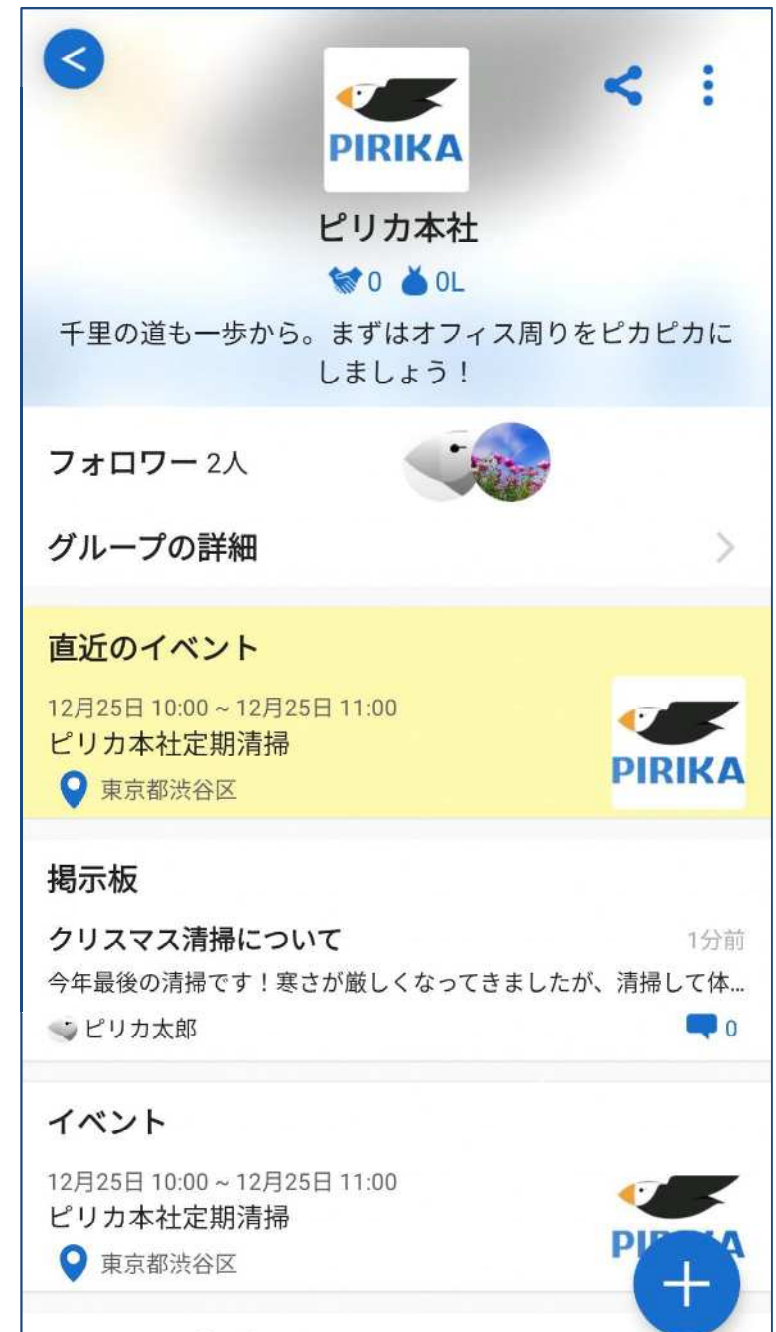 PIRIKA
ピリカ本社
0 0L
千里の道も一歩から。まずはオフィス周りをピカピカに
しましょう！
フォロワー 2人
グループの詳細
直近のイベント
12月25日 10:00 ~ 12月25日 11:00
ピリカ本社定期清掃
東京都渋谷区
PIRIKA
掲示板
クリスマス清掃について 1分前
今年最後の清掃です！寒さが厳しくなってきましたが、清掃して体...
ピリカ太郎 0
イベント
12月25日 10:00 ~ 12月25日 11:00
ピリカ本社定期清掃
東京都渋谷区